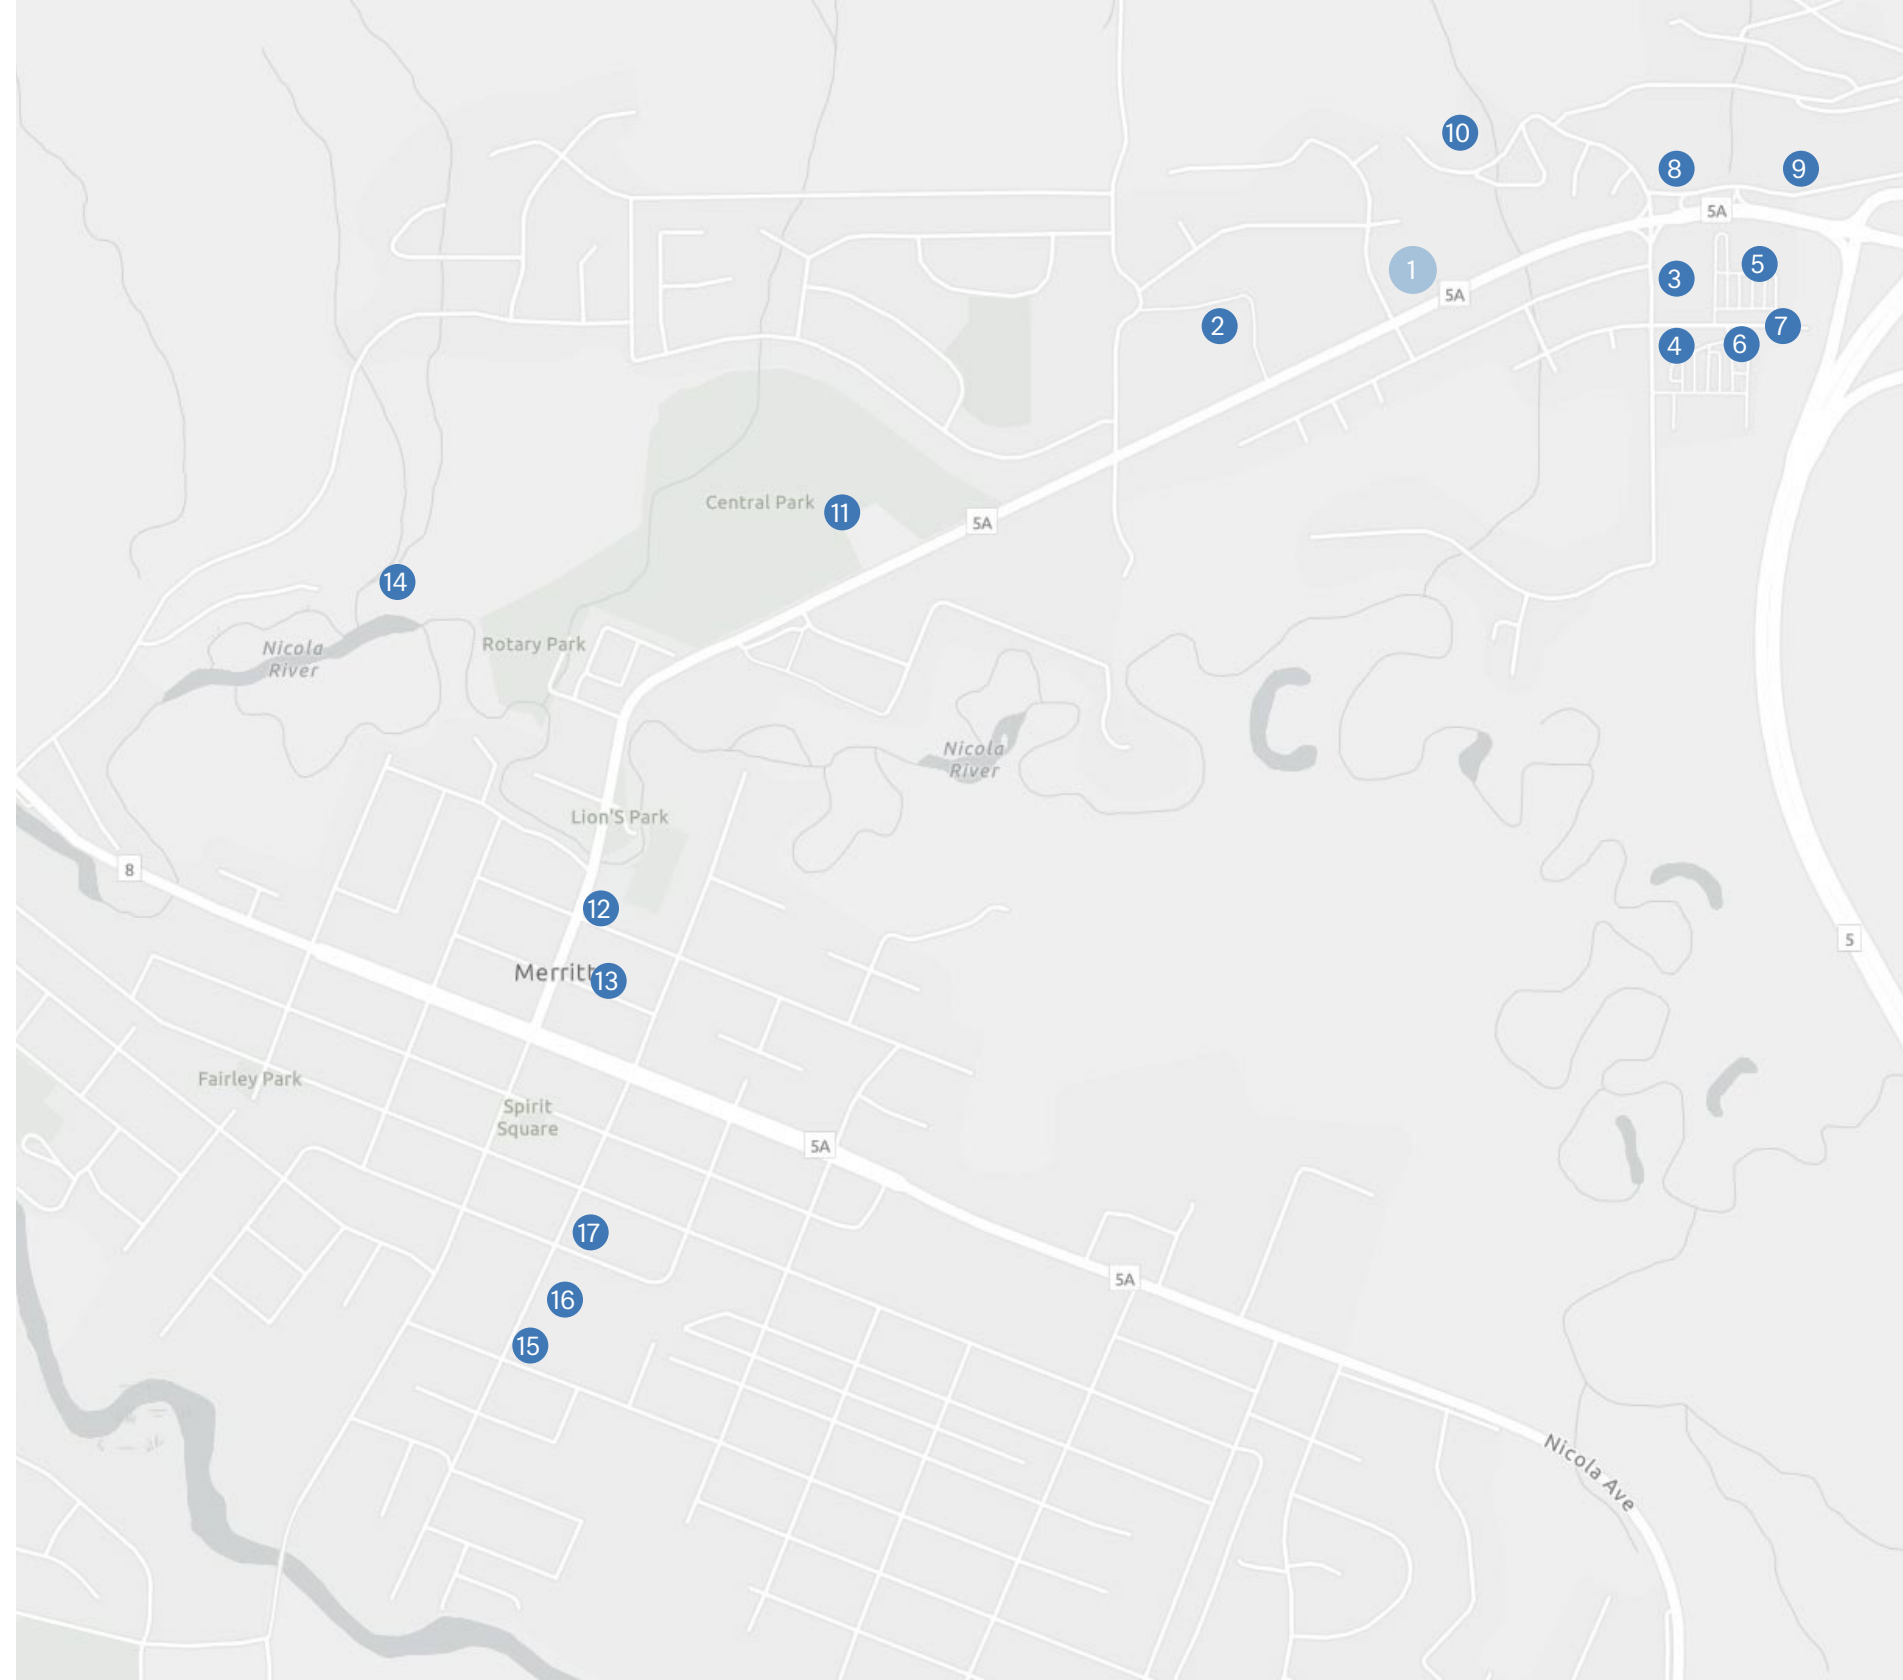 10
8
9
5A
1
5
3
5A
2
7
4
6
Central Park
11
5A
14
Nicola
River
Rotary Park
Nicola
River
Lion'S Park
8
12
5
Merritt
13
Fairley Park
Spirit
Square
5A
17
5A
16
15
Nicola Ave